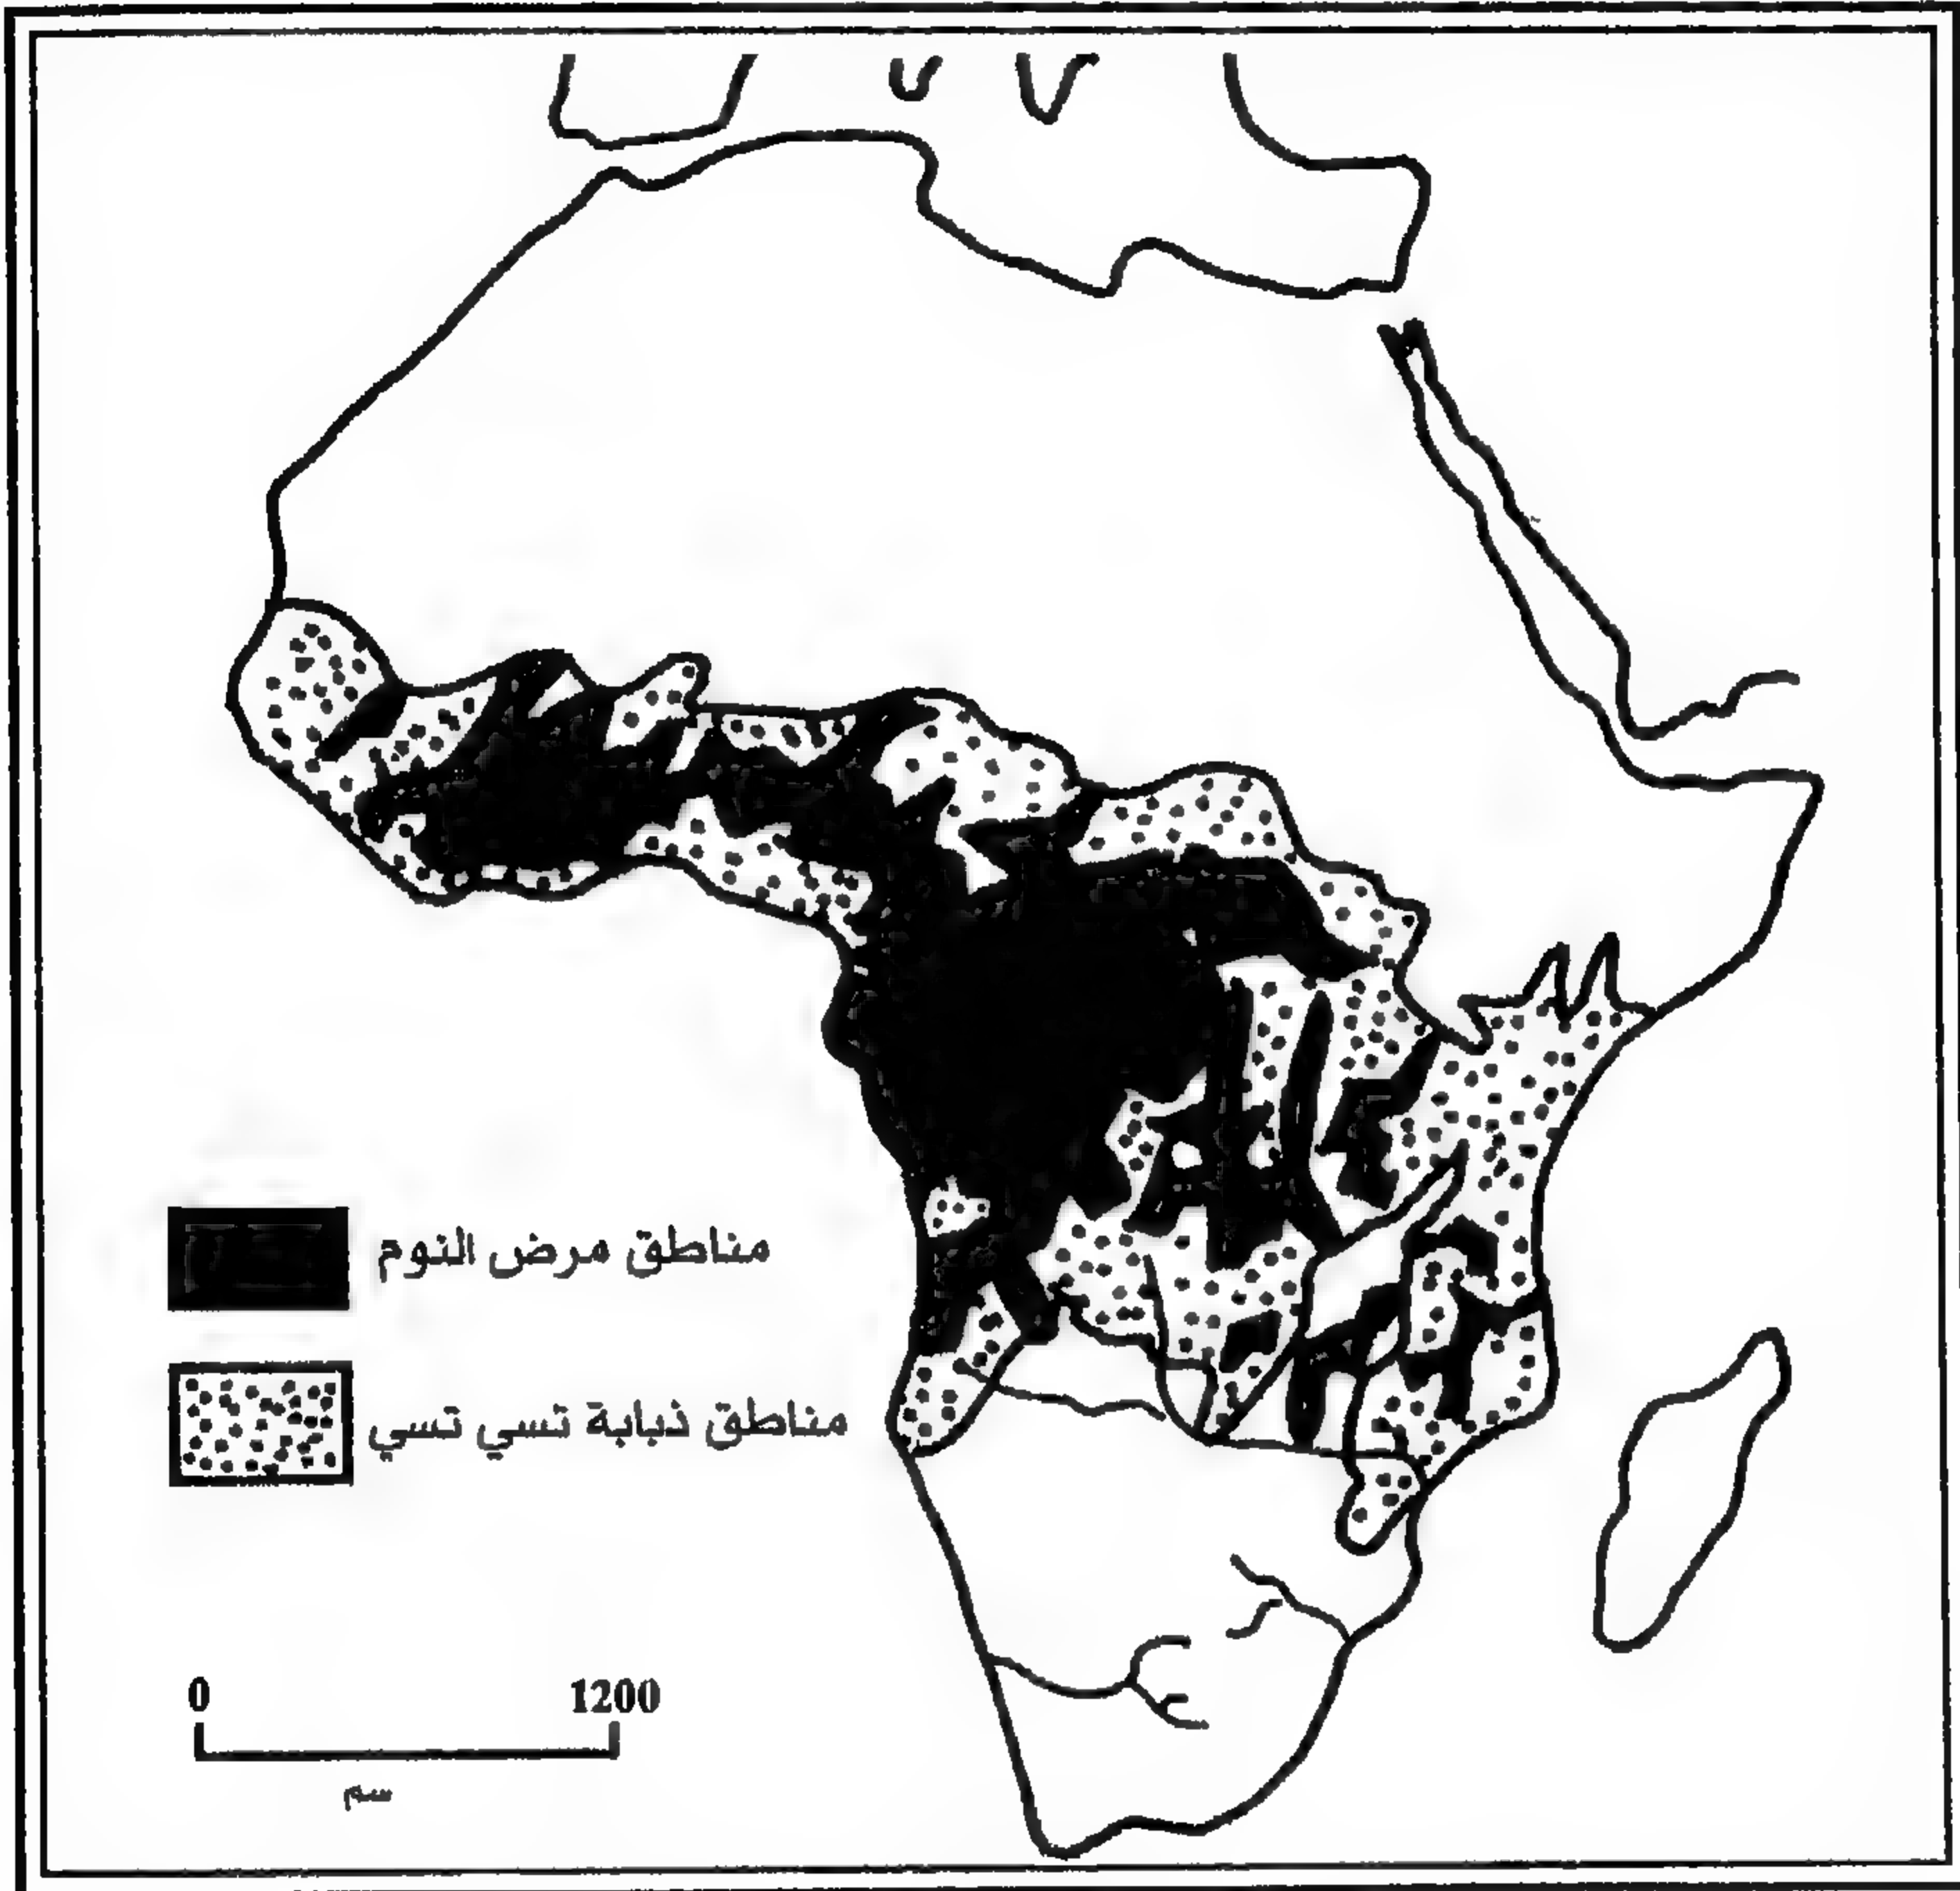 مناطق مرض النوم
مناطق ذبابة تسي تسي
0 1200
سم